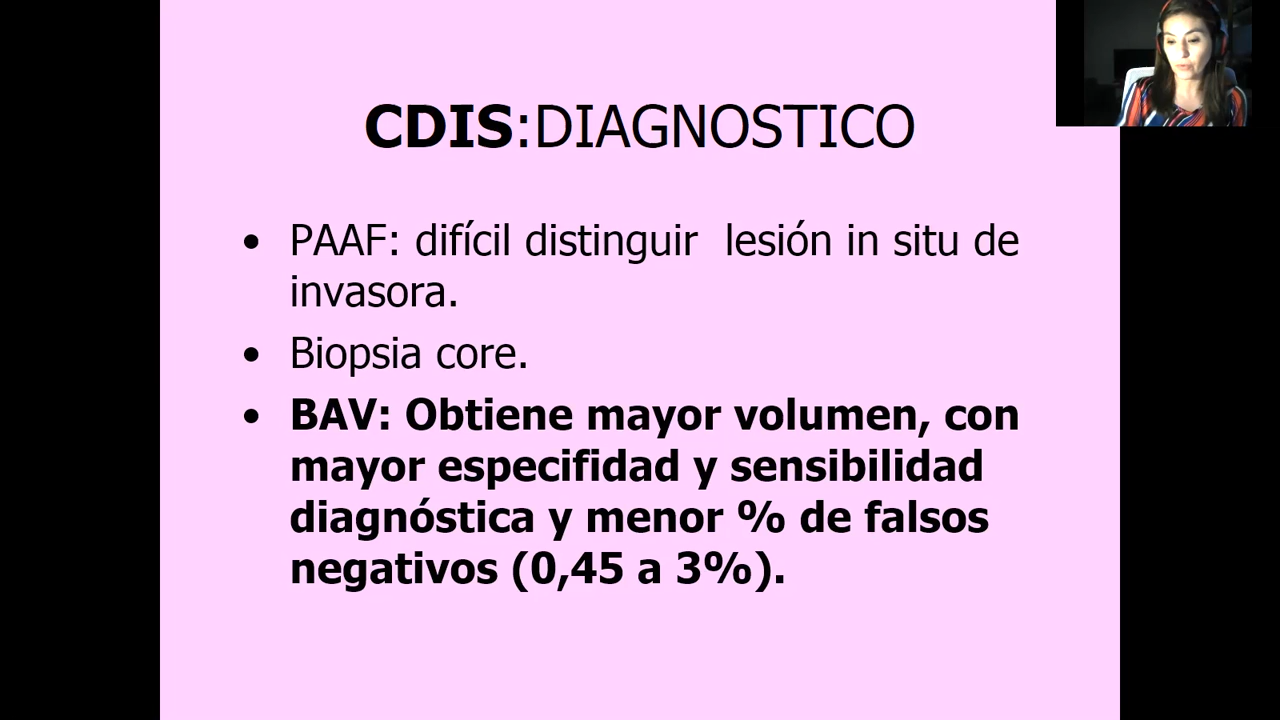 CDIS:DIAGNOSTICO
• PAAF: difícil distinguir lesión in situ de
invasora.
• Biopsia core.
• BAV: Obtiene mayor volumen, con
mayor especifidad y sensibilidad
diagnóstica y menor % de falsos
negativos (0,45 a 3%).